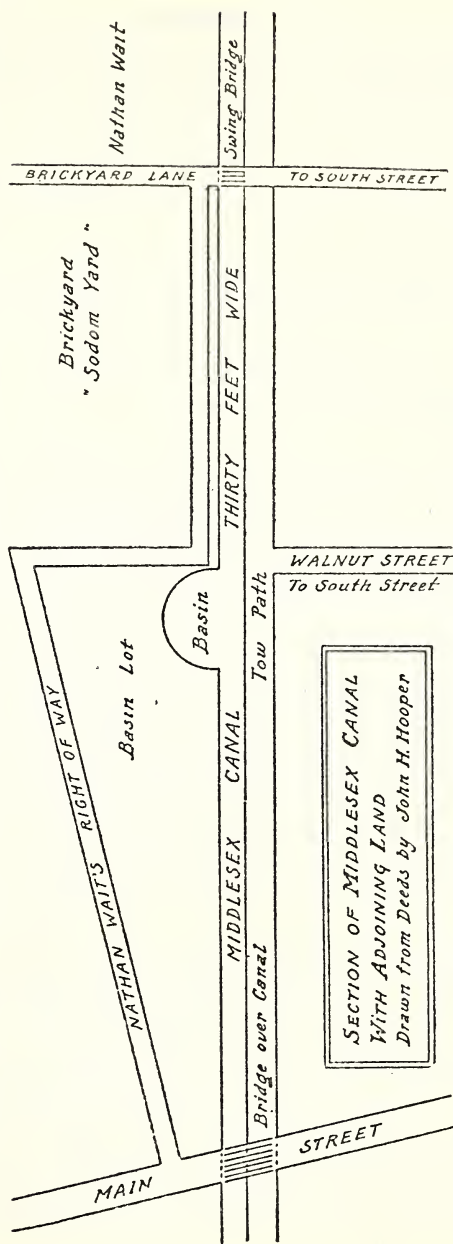 MAIN
STREET
Bridge over Canal
NATHAN WAIT'S RIGHT OF WAY
Basin Lot
Basin
MIDDLESEX CANAL
THIRTY FEET WIDE
Tow Path
WALNUT STREET
To South Street
Brickyard
"Sodom Yard"
BRICKYARD LANE
TO SOUTH STREET
Nathan Wait
Swing Bridge
SECTION OF MIDDLESEX CANAL
WITH ADJOINING LAND
Drawn from Deeds by John H. Hooper